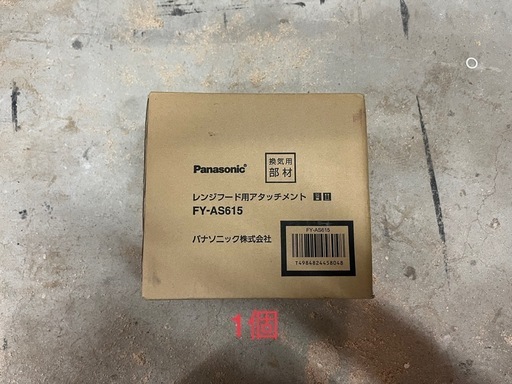 Panasonic
換気用
部材
レンジフード用アタッチメント
FY-AS615
パナソニック株式会社
FY-AS615
1個